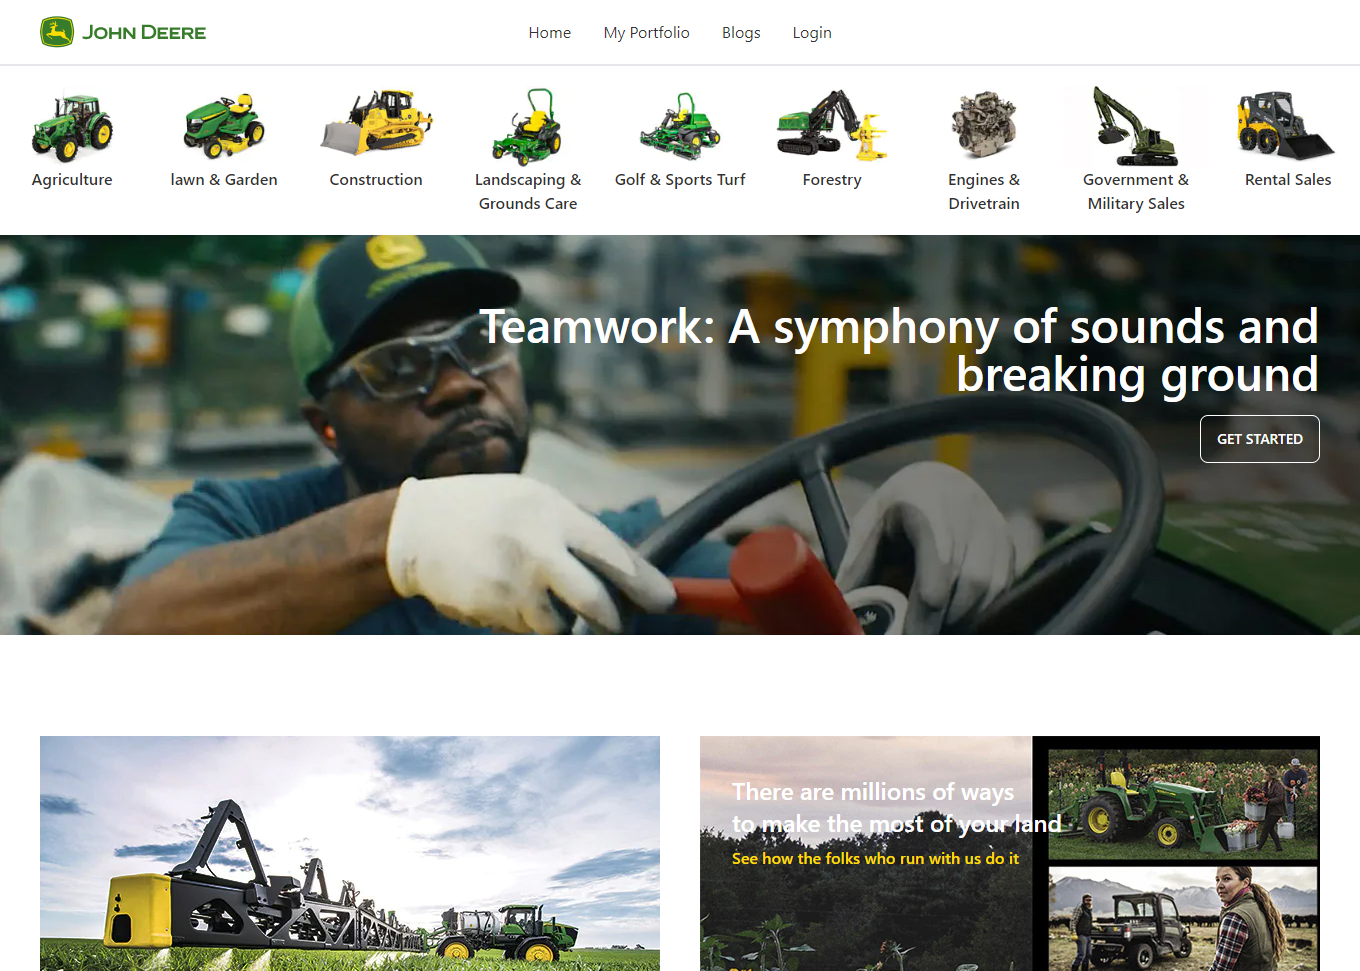 JOHN DEERE
Home
My Portfolio
Blogs
Login
Agriculture
lawn & Garden
Construction
Landscaping &
Grounds Care
Golf & Sports Turf
Forestry
Engines &
Drivetrain
Government &
Military Sales
Rental Sales
Teamwork: A symphony of sounds and
breaking ground
GET STARTED
There are millions of ways
to make the most of your land
See how the folks who run with us do it